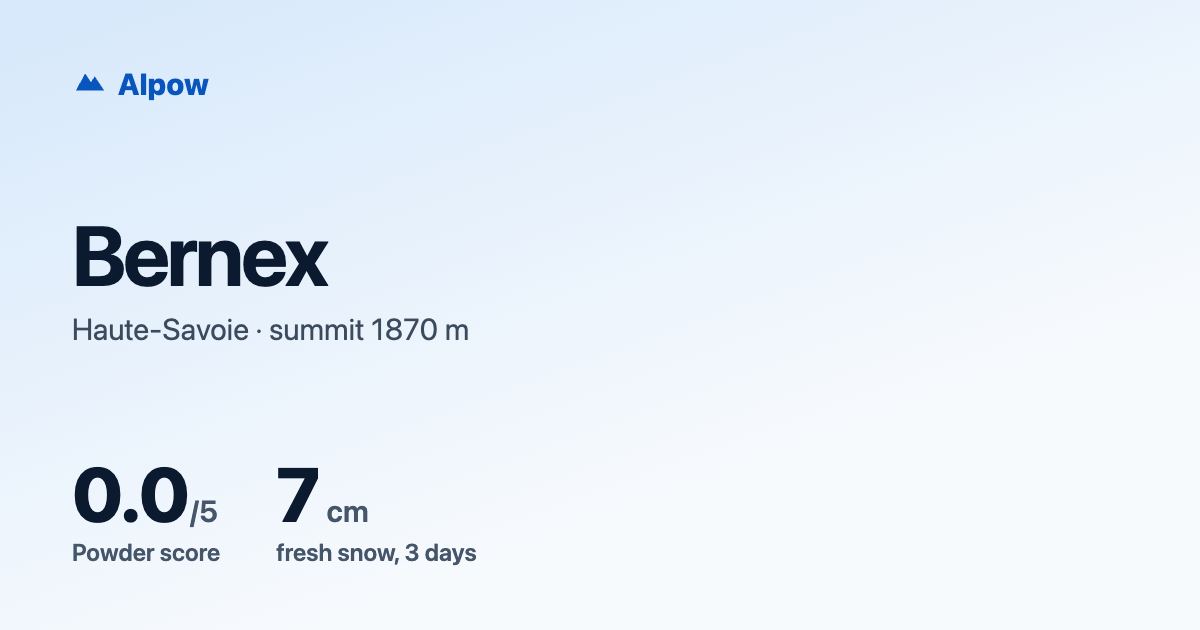 Alpow
Bernex
Haute-Savoie · summit 1870 m
0.0/5 7 cm
Powder score fresh snow, 3 days